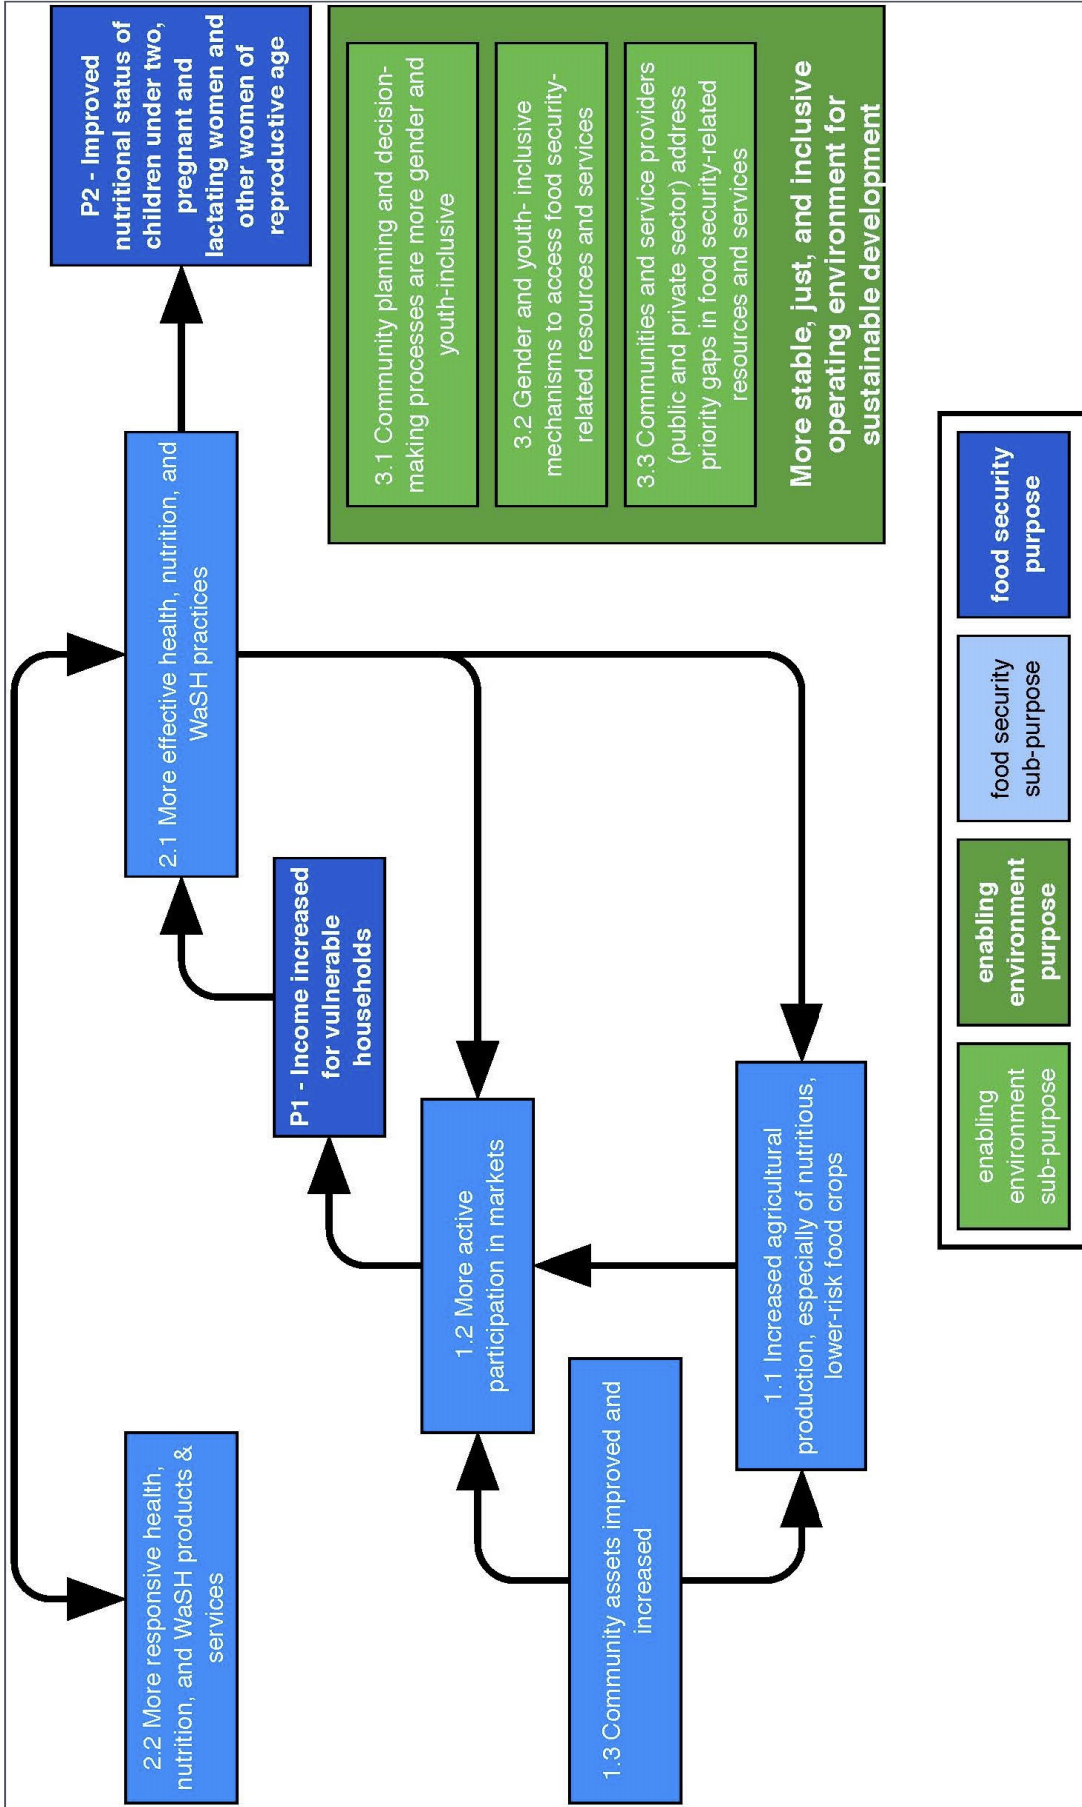 2.2 More responsive health,
nutrition, and WaSH products &
services
2.1 More effective health, nutrition, and
WaSH practices
P2 - Improved
nutritional status of
children under two,
pregnant and
lactating women and
other women of
reproductive age
P1 - Income increased
for vulnerable
households
1.2 More active
participation in markets
1.3 Community assets improved and
increased
1.1 Increased agricultural
production, especially of nutritious,
lower-risk food crops
3.1 Community planning and decision-
making processes are more gender and
youth-inclusive
3.2 Gender and youth- inclusive
mechanisms to access food security-
related resources and services
3.3 Communities and service providers
(public and private sector) address
priority gaps in food security-related
resources and services
More stable, just, and inclusive
operating environment for
sustainable development
enabling
environment
sub-purpose
enabling
environment
purpose
food security
sub-purpose
food security
purpose